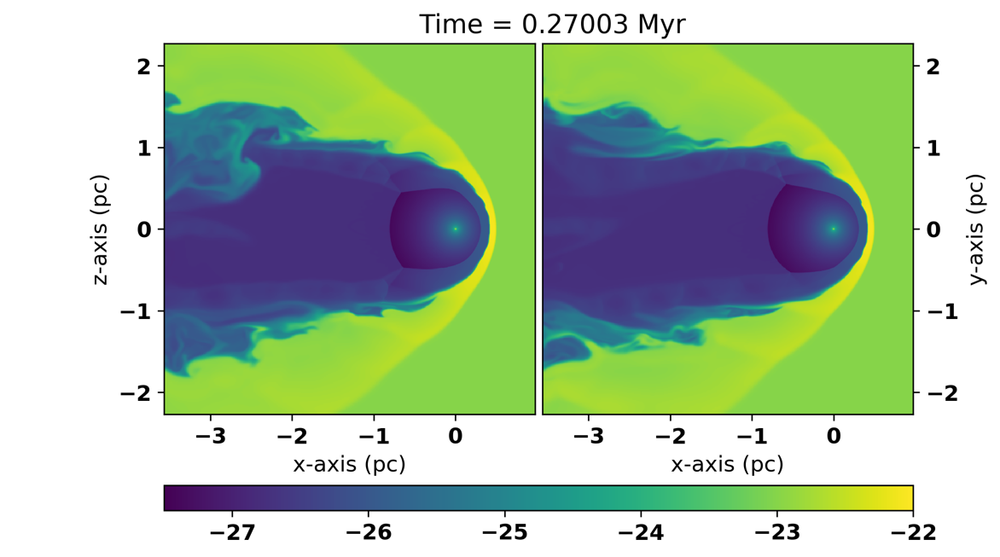 Time = 0.27003 Myr
2
1
0
−1
−2
z-axis (pc)
−3 −2 −1 0
x-axis (pc)
2
1
0
−1
−2
y-axis (pc)
−3 −2 −1 0
x-axis (pc)
−27 −26 −25 −24 −23 −22